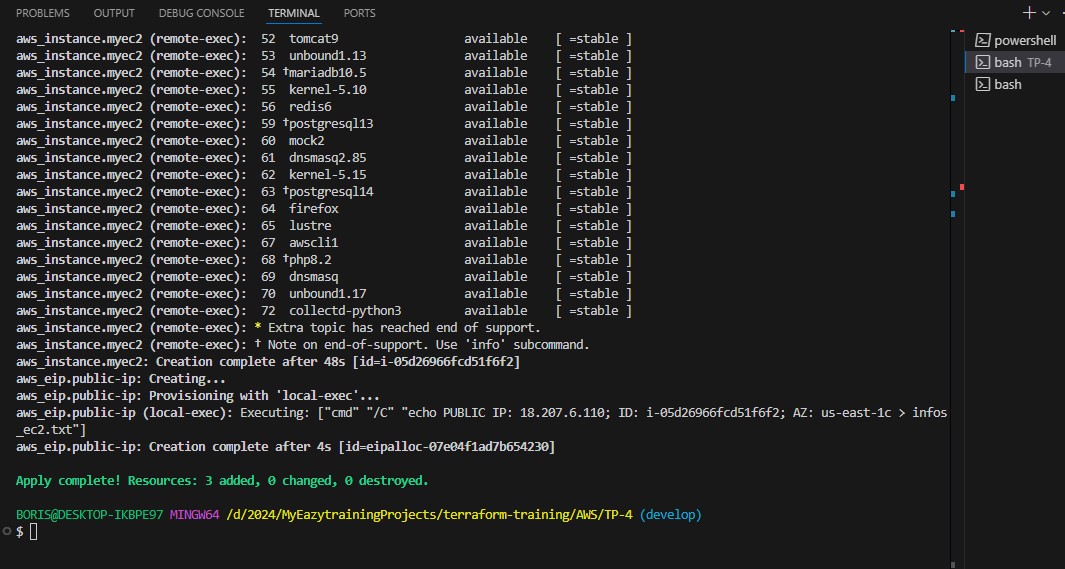 PROBLEMS OUTPUT DEBUG CONSOLE TERMINAL PORTS
aws_instance.myec2 (remote-exec):  52  tomcat9                  available    [ =stable ]
aws_instance.myec2 (remote-exec):  53  unbound1.13              available    [ =stable ]
aws_instance.myec2 (remote-exec):  54 †mariadb10.5              available    [ =stable ]
aws_instance.myec2 (remote-exec):  55  kernel-5.10              available    [ =stable ]
aws_instance.myec2 (remote-exec):  56  redis6                   available    [ =stable ]
aws_instance.myec2 (remote-exec):  59 †postgresql13             available    [ =stable ]
aws_instance.myec2 (remote-exec):  60  mock2                    available    [ =stable ]
aws_instance.myec2 (remote-exec):  61  dnsmasq2.85              available    [ =stable ]
aws_instance.myec2 (remote-exec):  62  kernel-5.15              available    [ =stable ]
aws_instance.myec2 (remote-exec):  63 †postgresql14             available    [ =stable ]
aws_instance.myec2 (remote-exec):  64  firefox                  available    [ =stable ]
aws_instance.myec2 (remote-exec):  65  lustre                   available    [ =stable ]
aws_instance.myec2 (remote-exec):  67  awscli1                  available    [ =stable ]
aws_instance.myec2 (remote-exec):  68 †php8.2                   available    [ =stable ]
aws_instance.myec2 (remote-exec):  69  dnsmasq                  available    [ =stable ]
aws_instance.myec2 (remote-exec):  70  unbound1.17              available    [ =stable ]
aws_instance.myec2 (remote-exec):  72  collectd-python3         available    [ =stable ]
aws_instance.myec2 (remote-exec): * Extra topic has reached end of support.
aws_instance.myec2 (remote-exec): † Note on end-of-support. Use 'info' subcommand.
aws_instance.myec2: Creation complete after 48s [id=i-05d26966fcd51f6f2]
aws_eip.public-ip: Creating...
aws_eip.public-ip: Provisioning with 'local-exec'...
aws_eip.public-ip (local-exec): Executing: ["cmd" "/C" "echo PUBLIC IP: 18.207.6.110; ID: i-05d26966fcd51f6f2; AZ: us-east-1c > infos
_ec2.txt"]
aws_eip.public-ip: Creation complete after 4s [id=eipalloc-07e04f1ad7b654230]
Apply complete! Resources: 3 added, 0 changed, 0 destroyed.
BORIS@DESKTOP-IKBPE97 MINGW64 /d/2024/MyEazytrainingProjects/terraform-training/AWS/TP-4 (develop)
$
powershell
bash TP-4
bash